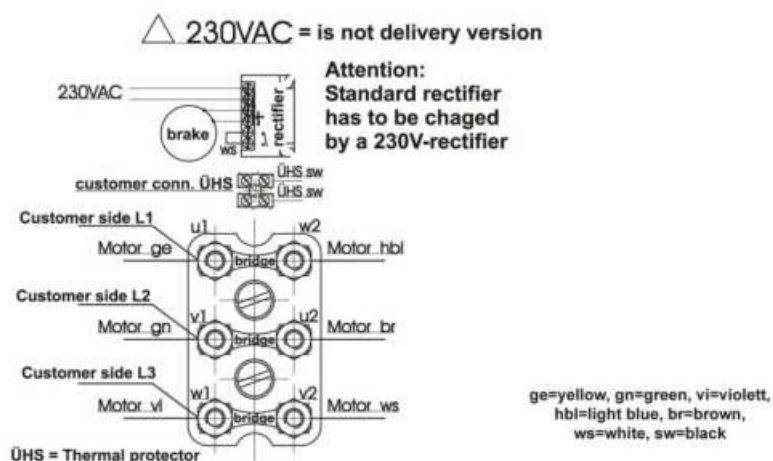 △ 230VAC = is not delivery version
Attention:
Standard rectifier
has to be chaged
by a 230V-rectifier
230VAC
brake
ws
+
rectifier
customer conn. ÜHS
ÜHS sw
ÜHS sw
Customer side L1
u1
w2
Motor ge
bridge
Motor hbl
Customer side L2
v1
u2
Motor gn
bridge
Motor br
Customer side L3
w1
v2
Motor vi
bridge
Motor ws
ge=yellow, gn=green, vi=violett,
hbl=light blue, br=brown,
ws=white, sw=black
ÜHS = Thermal protector